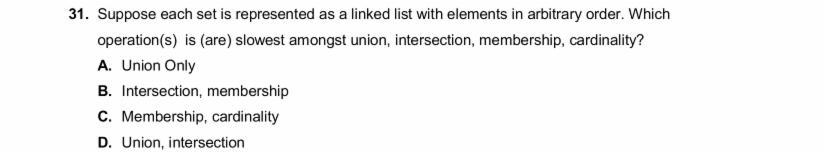 31. Suppose each set is represented as a linked list with elements in arbitrary order. Which
operation(s) is (are) slowest amongst union, intersection, membership, cardinality?
A. Union Only
B. Intersection, membership
C. Membership, cardinality
D. Union, intersection